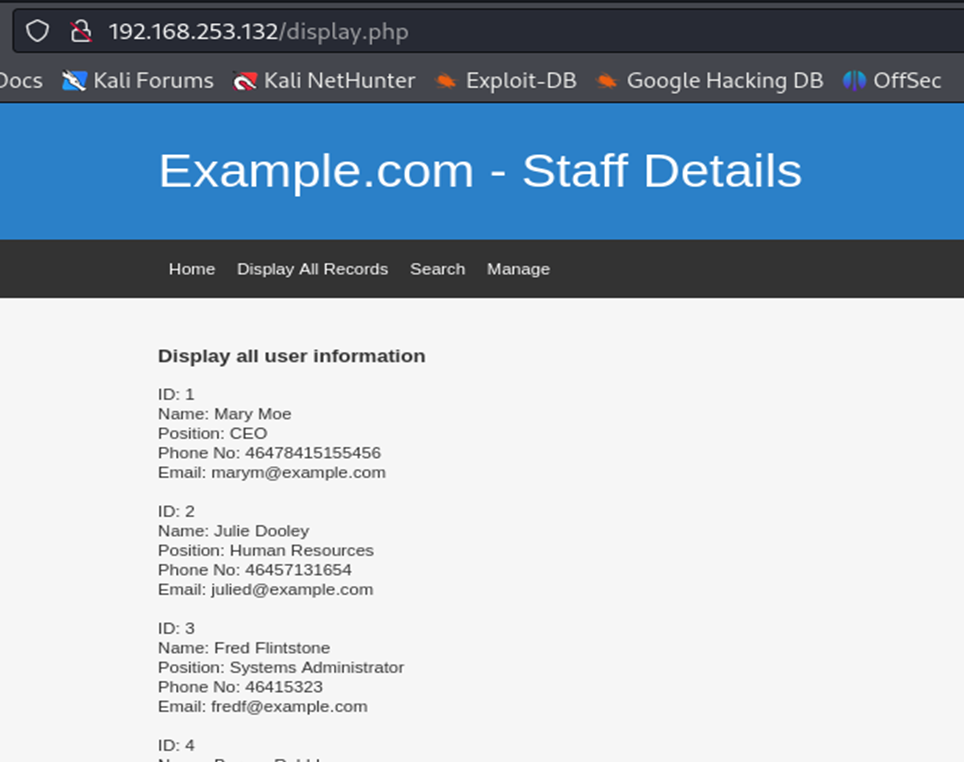 192.168.253.132/display.php
Docs Kali Forums Kali NetHunter Exploit-DB Google Hacking DB OffSec
Example.com - Staff Details
Home Display All Records Search Manage
Display all user information
ID: 1
Name: Mary Moe
Position: CEO
Phone No: 46478415155456
Email: marym@example.com
ID: 2
Name: Julie Dooley
Position: Human Resources
Phone No: 46457131654
Email: julied@example.com
ID: 3
Name: Fred Flintstone
Position: Systems Administrator
Phone No: 46415323
Email: fredf@example.com
ID: 4